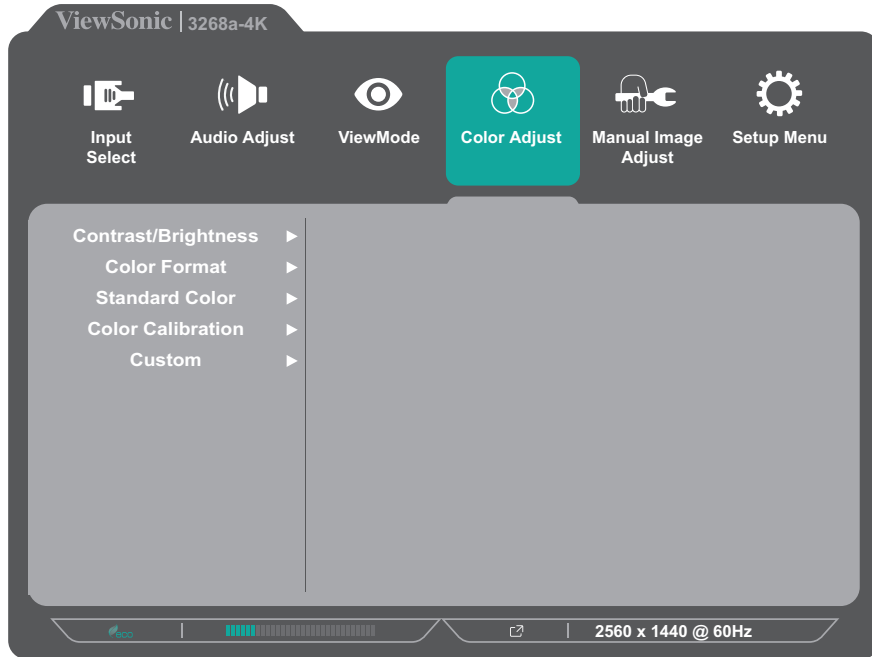 ViewSonic | 3268a-4K
Input
Select
Audio Adjust
ViewMode
Color Adjust
Manual Image
Adjust
Setup Menu
Contrast/Brightness
Color Format
Standard Color
Color Calibration
Custom
eco
2560 x 1440 @ 60Hz